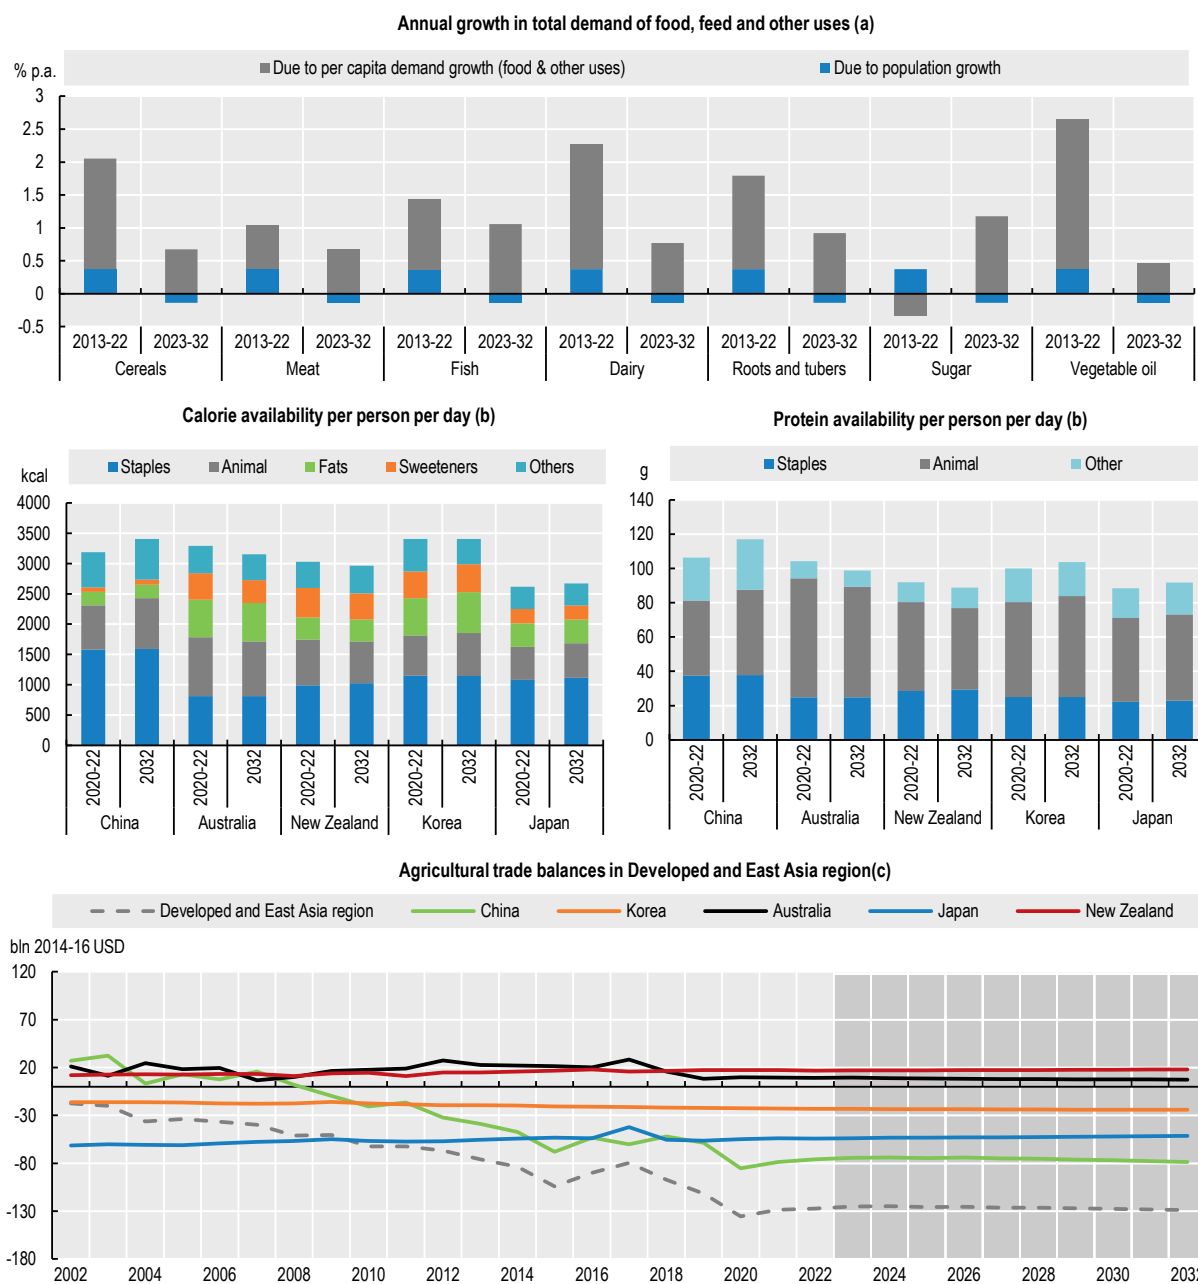 Annual growth in total demand of food, feed and other uses (a)
% p.a.
Due to per capita demand growth (food & other uses) Due to population growth
3
2.5
2
1.5
1
0.5
0
-0.5
2013-22 2023-32 2013-22 2023-32 2013-22 2023-32 2013-22 2023-32 2013-22 2023-32 2013-22 2023-32 2013-22 2023-32
Cereals Meat Fish Dairy Roots and tubers Sugar Vegetable oil
Calorie availability per person per day (b)
kcal
Staples Animal Fats Sweeteners Others
4000
3500
3000
2500
2000
1500
1000
500
0
2020-22 2032 2020-22 2032 2020-22 2032 2020-22 2032 2020-22 2032
China Australia New Zealand Korea Japan
Protein availability per person per day (b)
g
Staples Animal Other
140
120
100
80
60
40
20
0
2020-22 2032 2020-22 2032 2020-22 2032 2020-22 2032 2020-22 2032
China Australia New Zealand Korea Japan
Agricultural trade balances in Developed and East Asia region(c)
Developed and East Asia region China Korea Australia Japan New Zealand
bln 2014-16 USD
120
70
20
-30
-80
-130
-180
2002 2004 2006 2008 2010 2012 2014 2016 2018 2020 2022 2024 2026 2028 2030